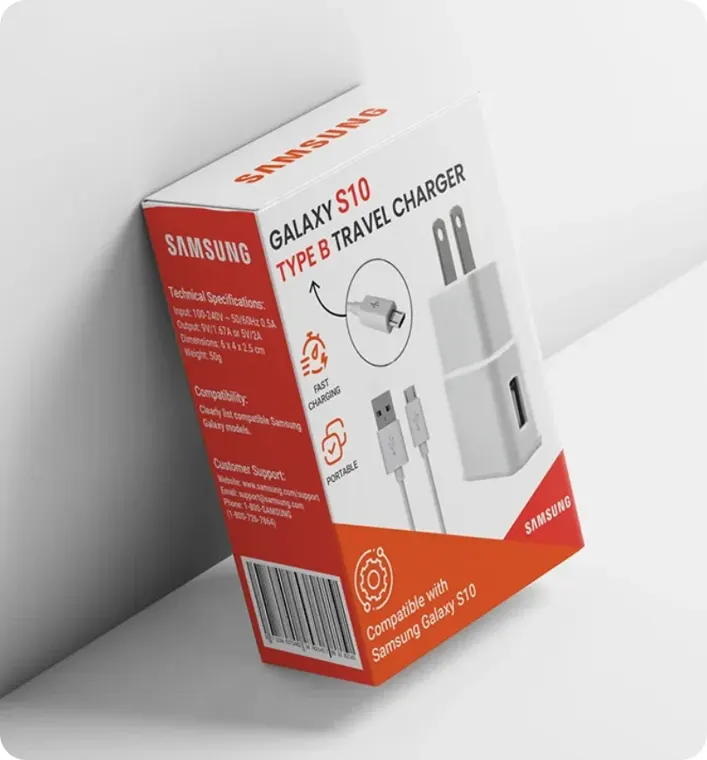 SAMSUNG
GALAXY S10
TYPE B TRAVEL CHARGER
FAST
CHARGING
PORTABLE
SAMSUNG
Compatible with
Samsung Galaxy S10
SAMSUNG
Technical Specifications:
Input: 100-240V ~ 50/60Hz 0.5A
Output: 9V/1.67A or 5V/2A
Dimensions: 6 x 4 x 2.5 cm
Weight: 50g
Compatibility:
Clearly list compatible Samsung
Galaxy models.
Customer Support:
Website: www.samsung.com/support
Email: support@samsung.com
Phone: 1-800-SAMSUNG
(1-800-726-7864)